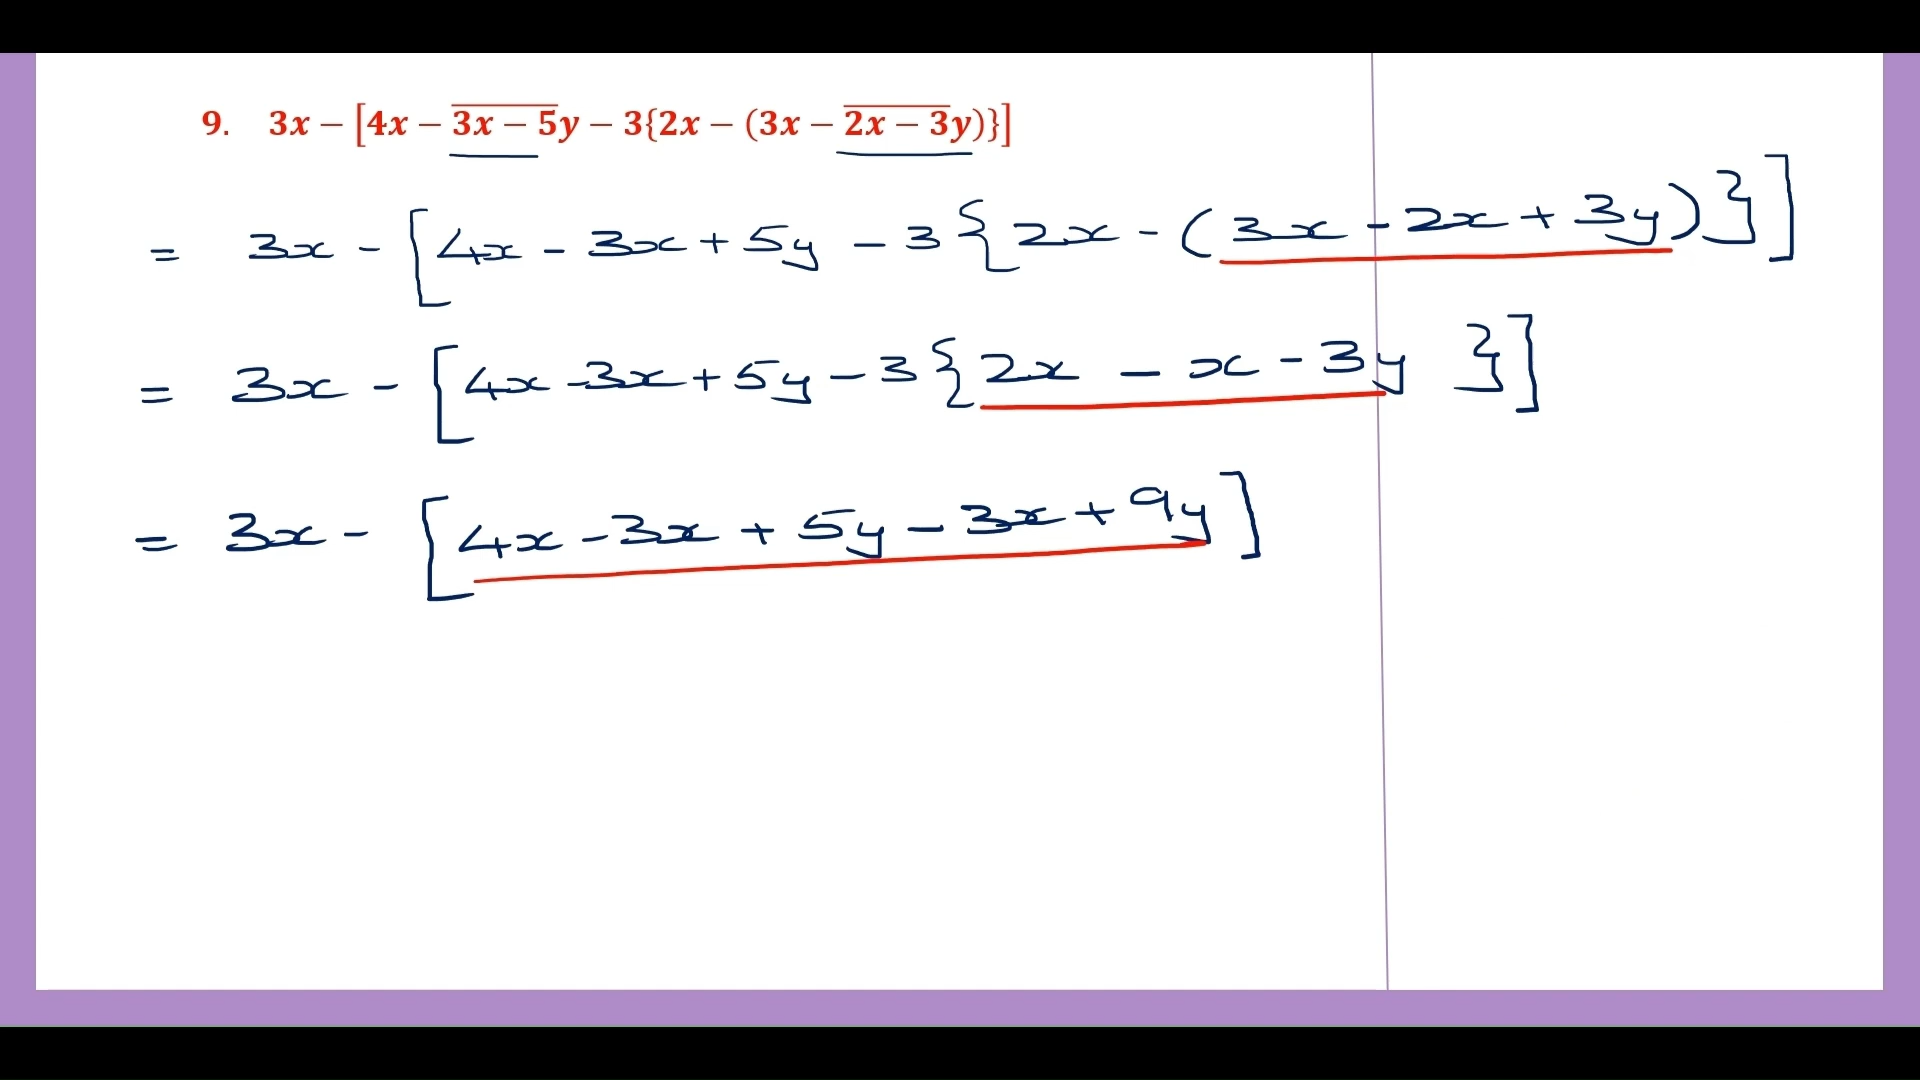 9. 3x − [4x − 3x − 5y − 3{2x − (3x − 2x − 3y)}]
= 3x - [4x - 3x + 5y - 3{2x - (3x - 2x + 3y)}]
= 3x - [4x - 3x + 5y - 3{2x - x - 3y}]
= 3x - [4x - 3x + 5y - 3x + 9y]